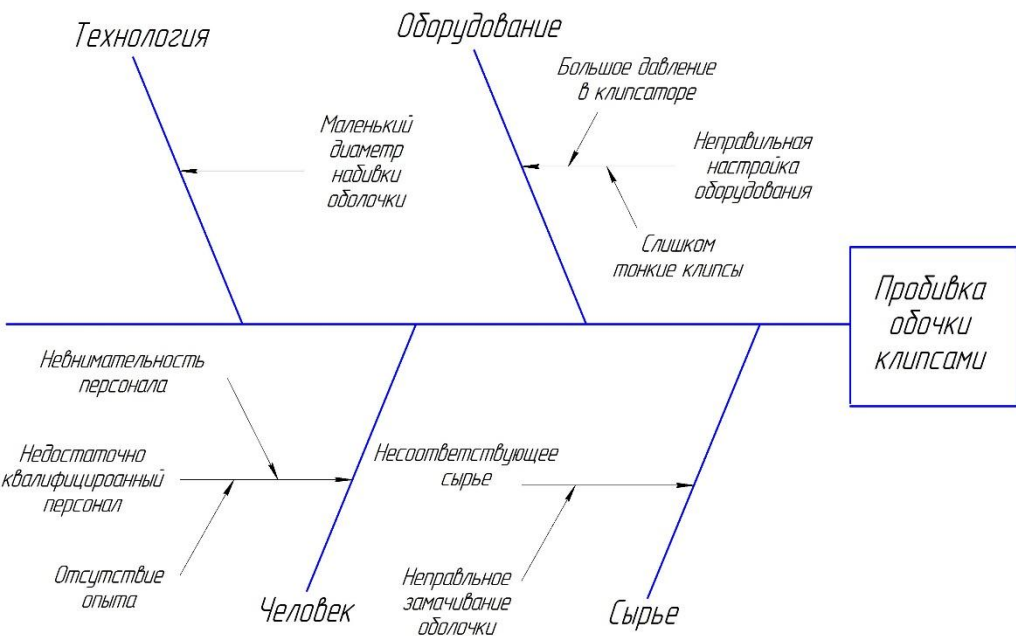 Технология
Оборудование
Большое давление
в клипсаторе
Маленький
диаметр
набивки
оболочки
Неправильная
настройка
оборудования
Слишком
тонкие клипсы
Пробивка
обочки
клипсами
Невнимательность
персонала
Недостаточно
квалифицироанный
персонал
Несоответствующее
сырье
Отсутствие
опыта
Неправльное
замачивание
оболочки
Человек
Сырье